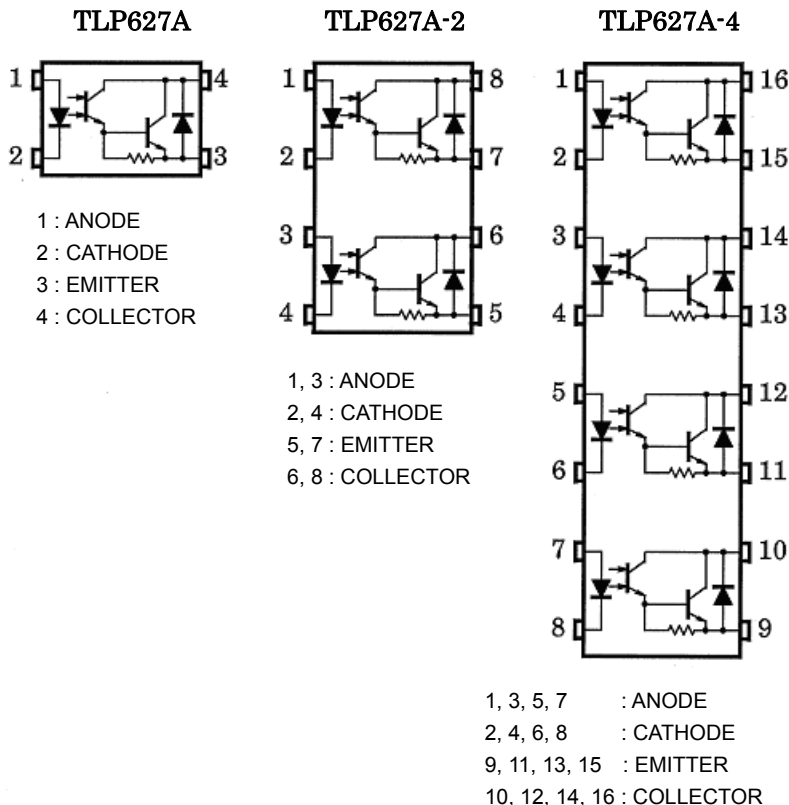 TLP627A
1 4
2 3
1 : ANODE
2 : CATHODE
3 : EMITTER
4 : COLLECTOR
TLP627A-2
1 8
2 7
3 6
4 5
1, 3 : ANODE
2, 4 : CATHODE
5, 7 : EMITTER
6, 8 : COLLECTOR
TLP627A-4
1 16
2 15
3 14
4 13
5 12
6 11
7 10
8 9
1, 3, 5, 7 : ANODE
2, 4, 6, 8 : CATHODE
9, 11, 13, 15 : EMITTER
10, 12, 14, 16 : COLLECTOR